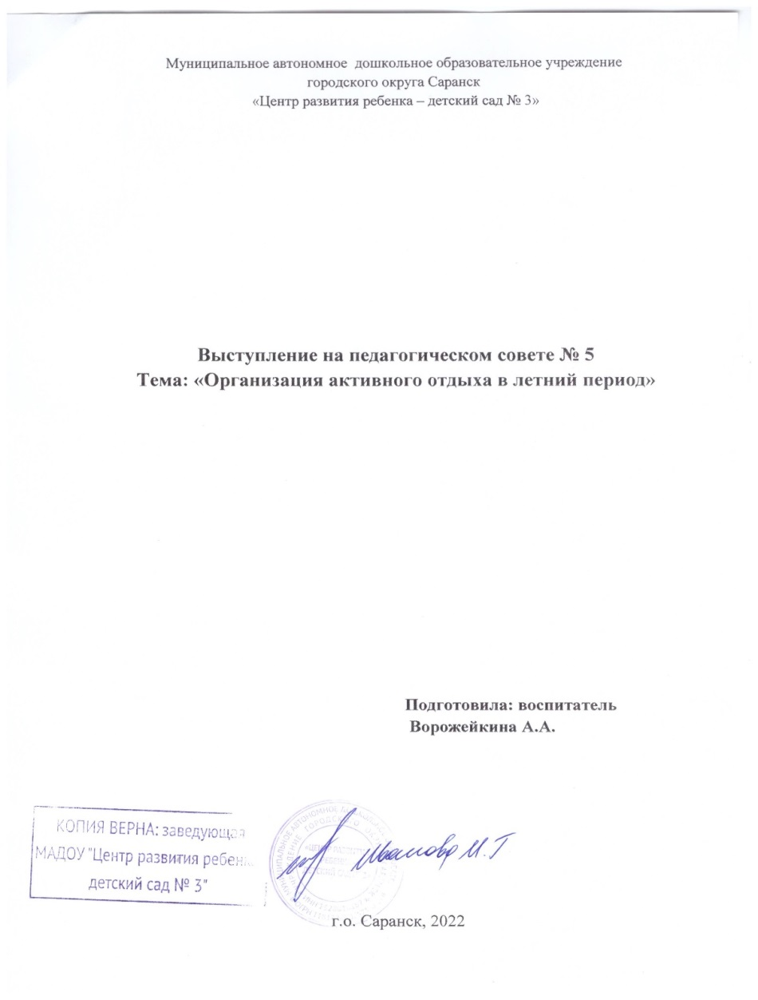 Муниципальное автономное дошкольное образовательное учреждение
городского округа Саранск
«Центр развития ребенка – детский сад № 3»
Выступление на педагогическом совете № 5
Тема: «Организация активного отдыха в летний период»
Подготовила: воспитатель
Ворожейкина А.А.
КОПИЯ ВЕРНА: заведующая
МАДОУ "Центр развития ребенка
детский сад № 3"
г.о. Саранск, 2022